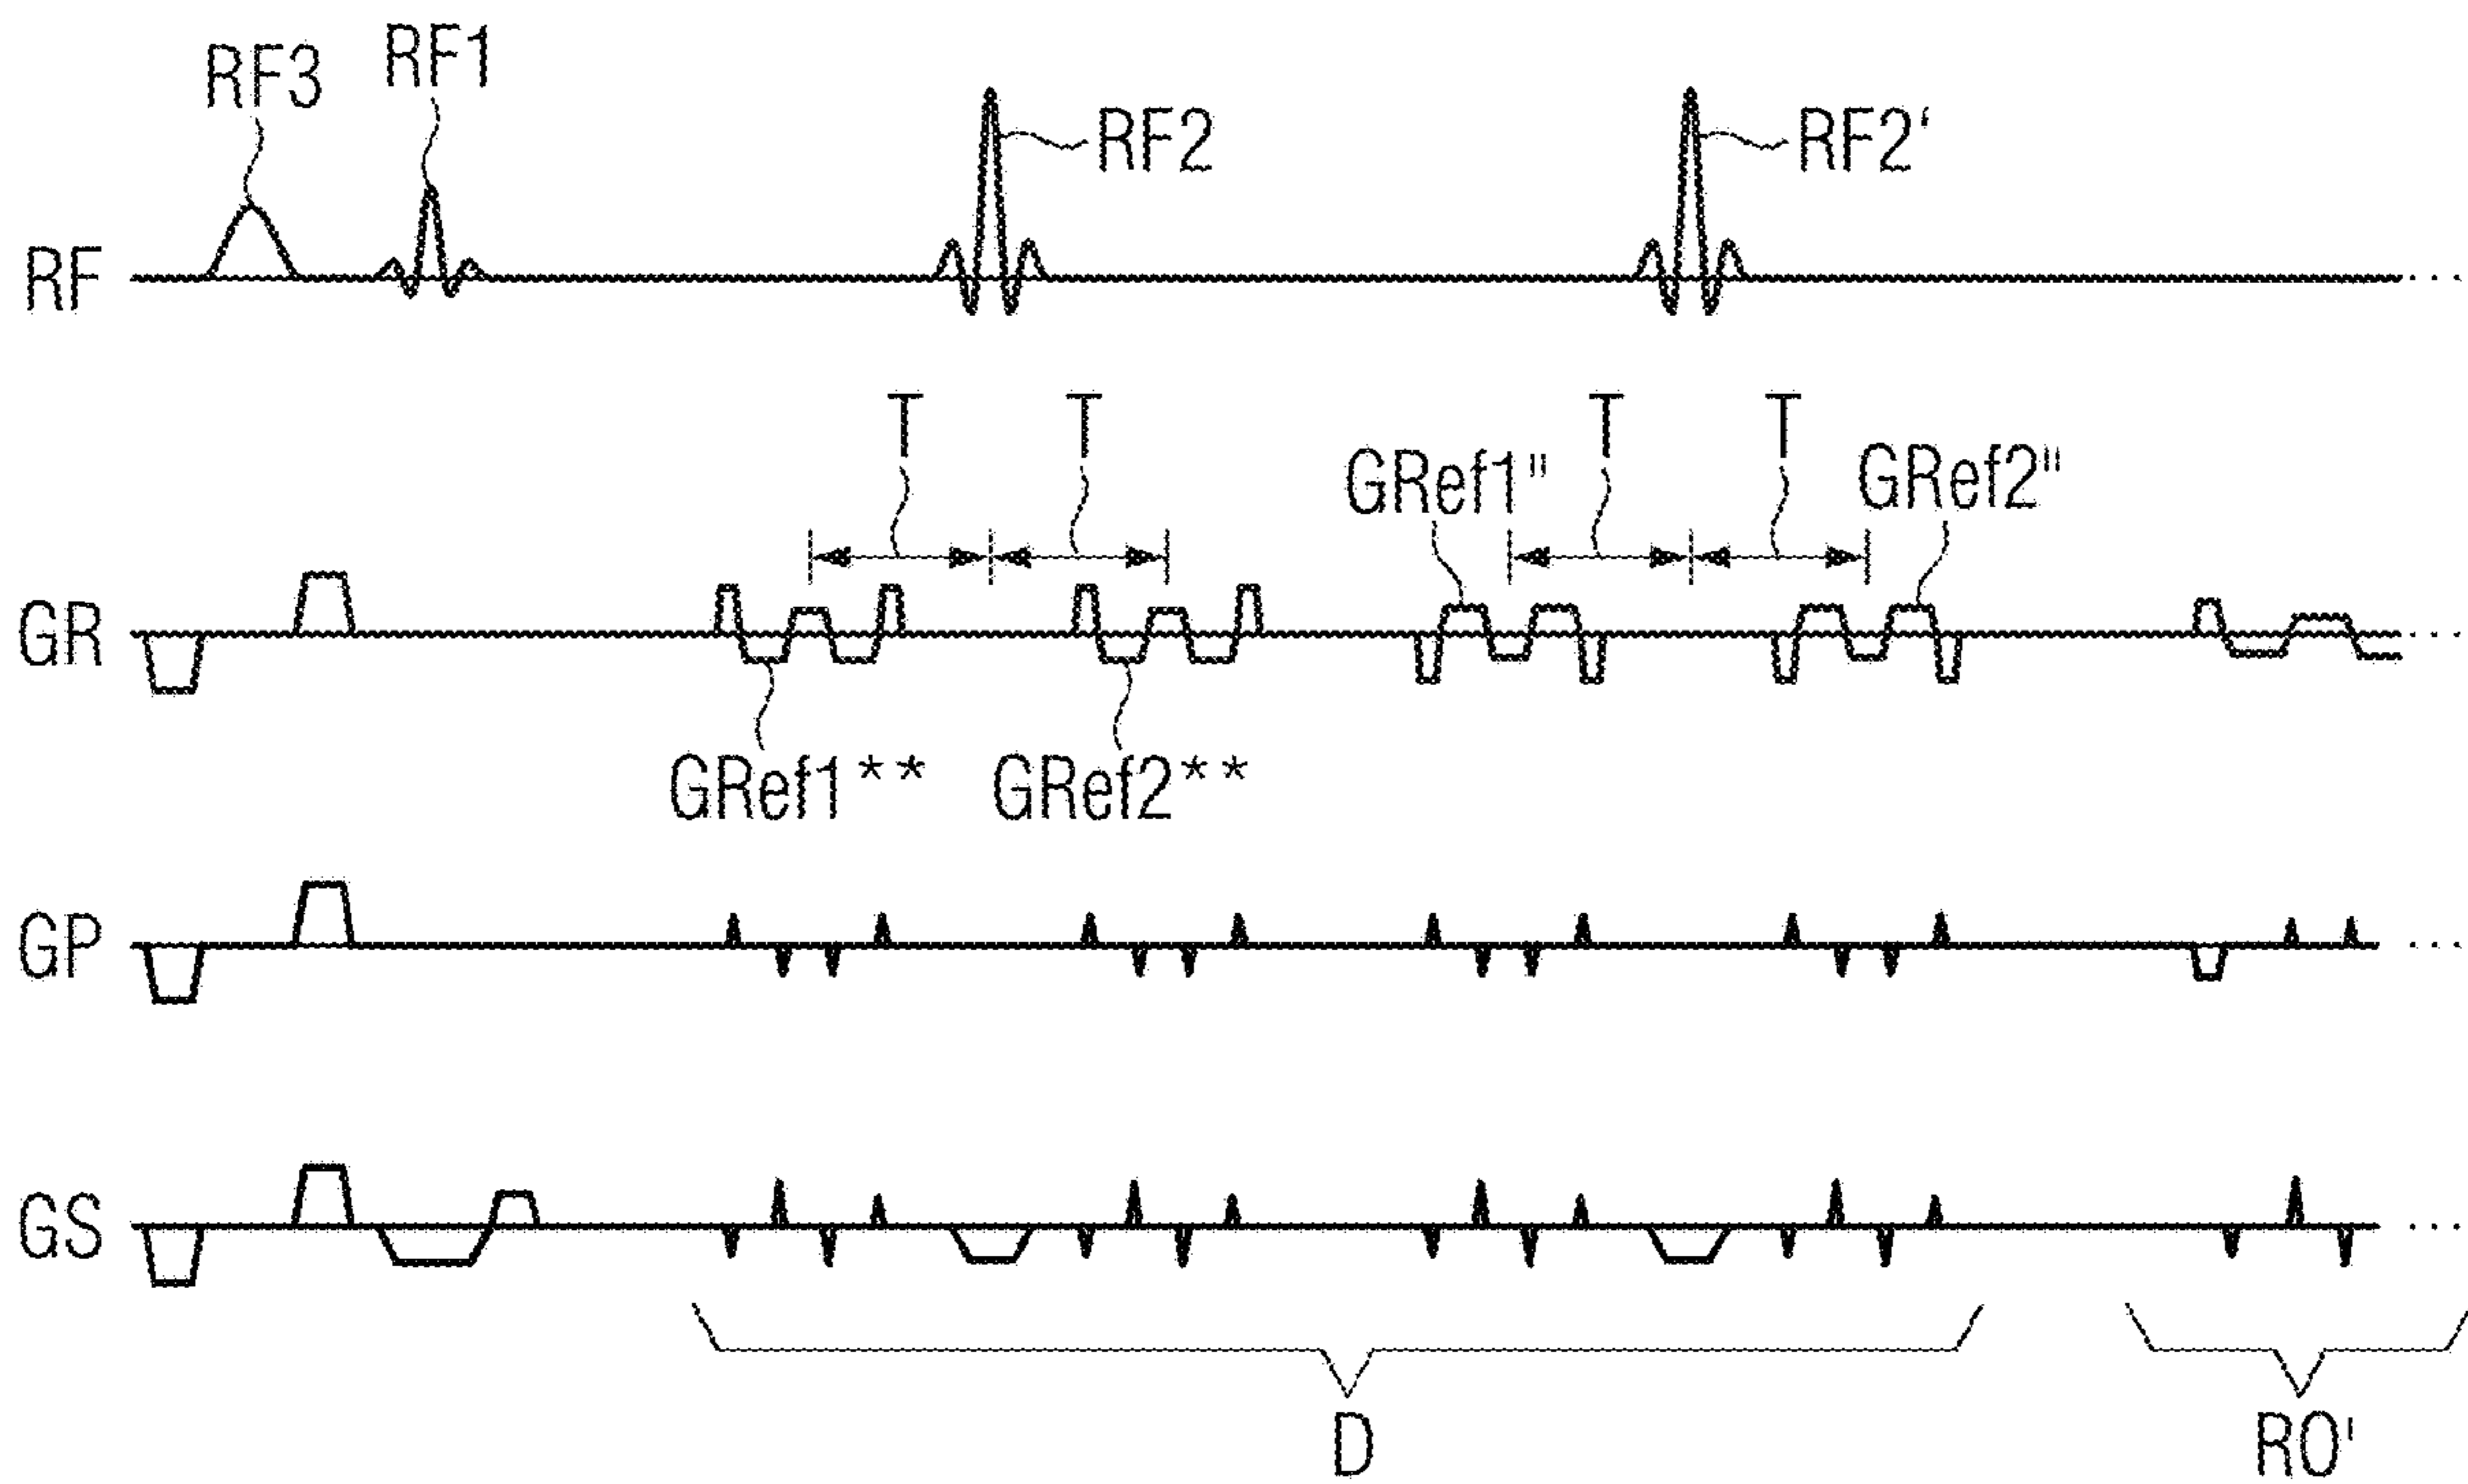 RF3 RF1
RF2 RF2'
RF
T T T T
GRef1" GRef2"
GR
GRef1** GRef2**
GP
GS
D RO'